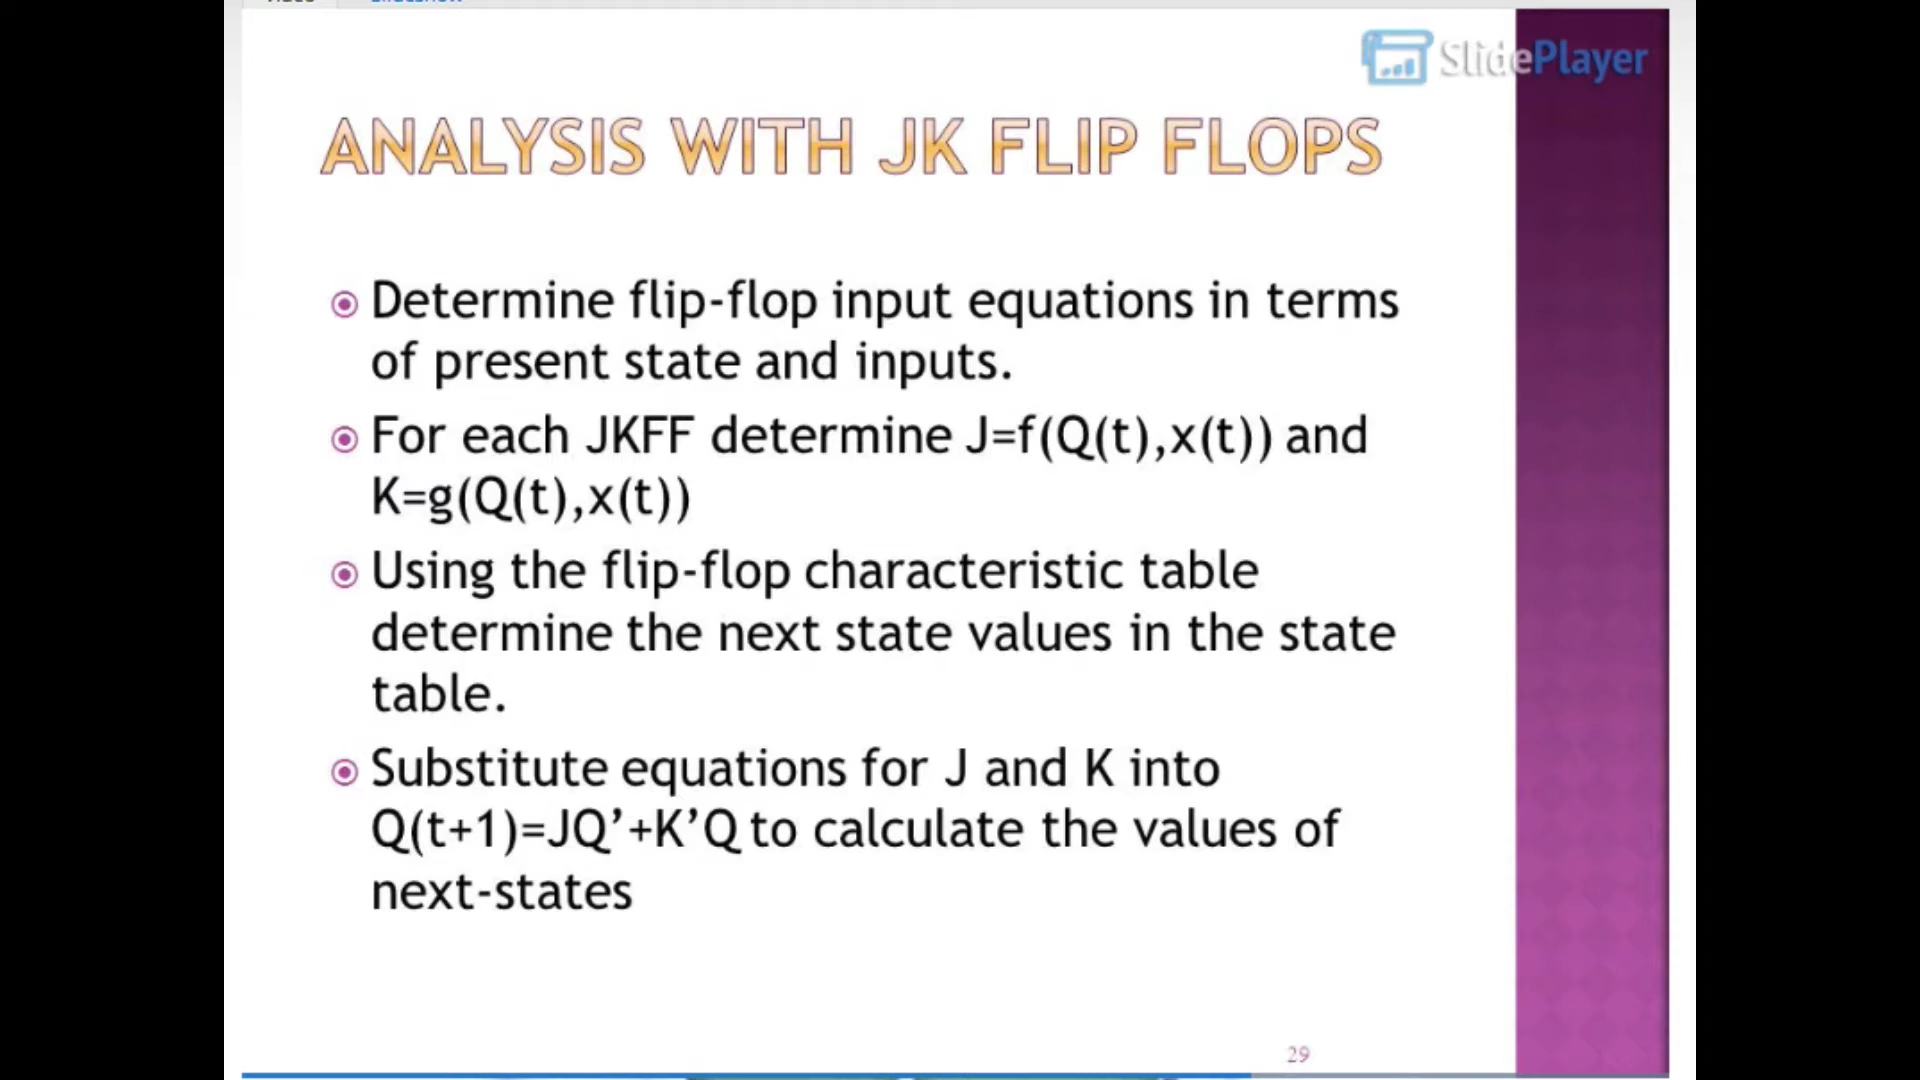 SlidePlayer
ANALYSIS WITH JK FLIP FLOPS
Determine flip-flop input equations in terms
of present state and inputs.
For each JKFF determine J=f(Q(t),x(t)) and
K=g(Q(t),x(t))
Using the flip-flop characteristic table
determine the next state values in the state
table.
Substitute equations for J and K into
Q(t+1)=JQ’+K’Q to calculate the values of
next-states
29